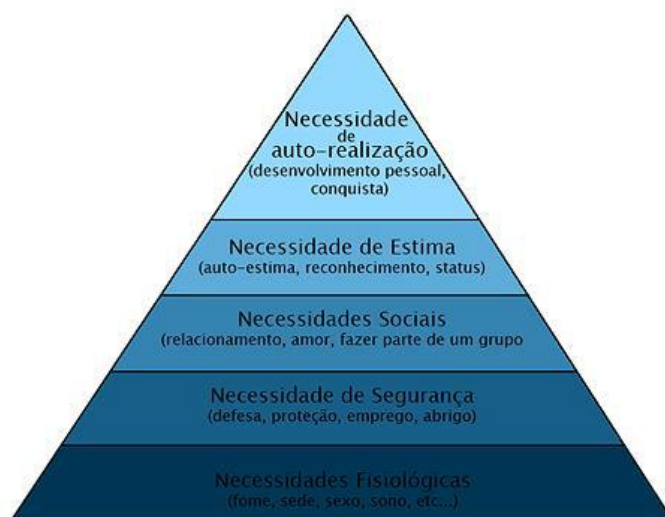 Necessidade
de
auto-realização
(desenvolvimento pessoal,
conquista)
Necessidade de Estima
(auto-estima, reconhecimento, status)
Necessidades Sociais
(relacionamento, amor, fazer parte de um grupo
Necessidade de Segurança
(defesa, proteção, emprego, abrigo)
Necessidades Fisiológicas
(fome, sede, sexo, sono, etc...)